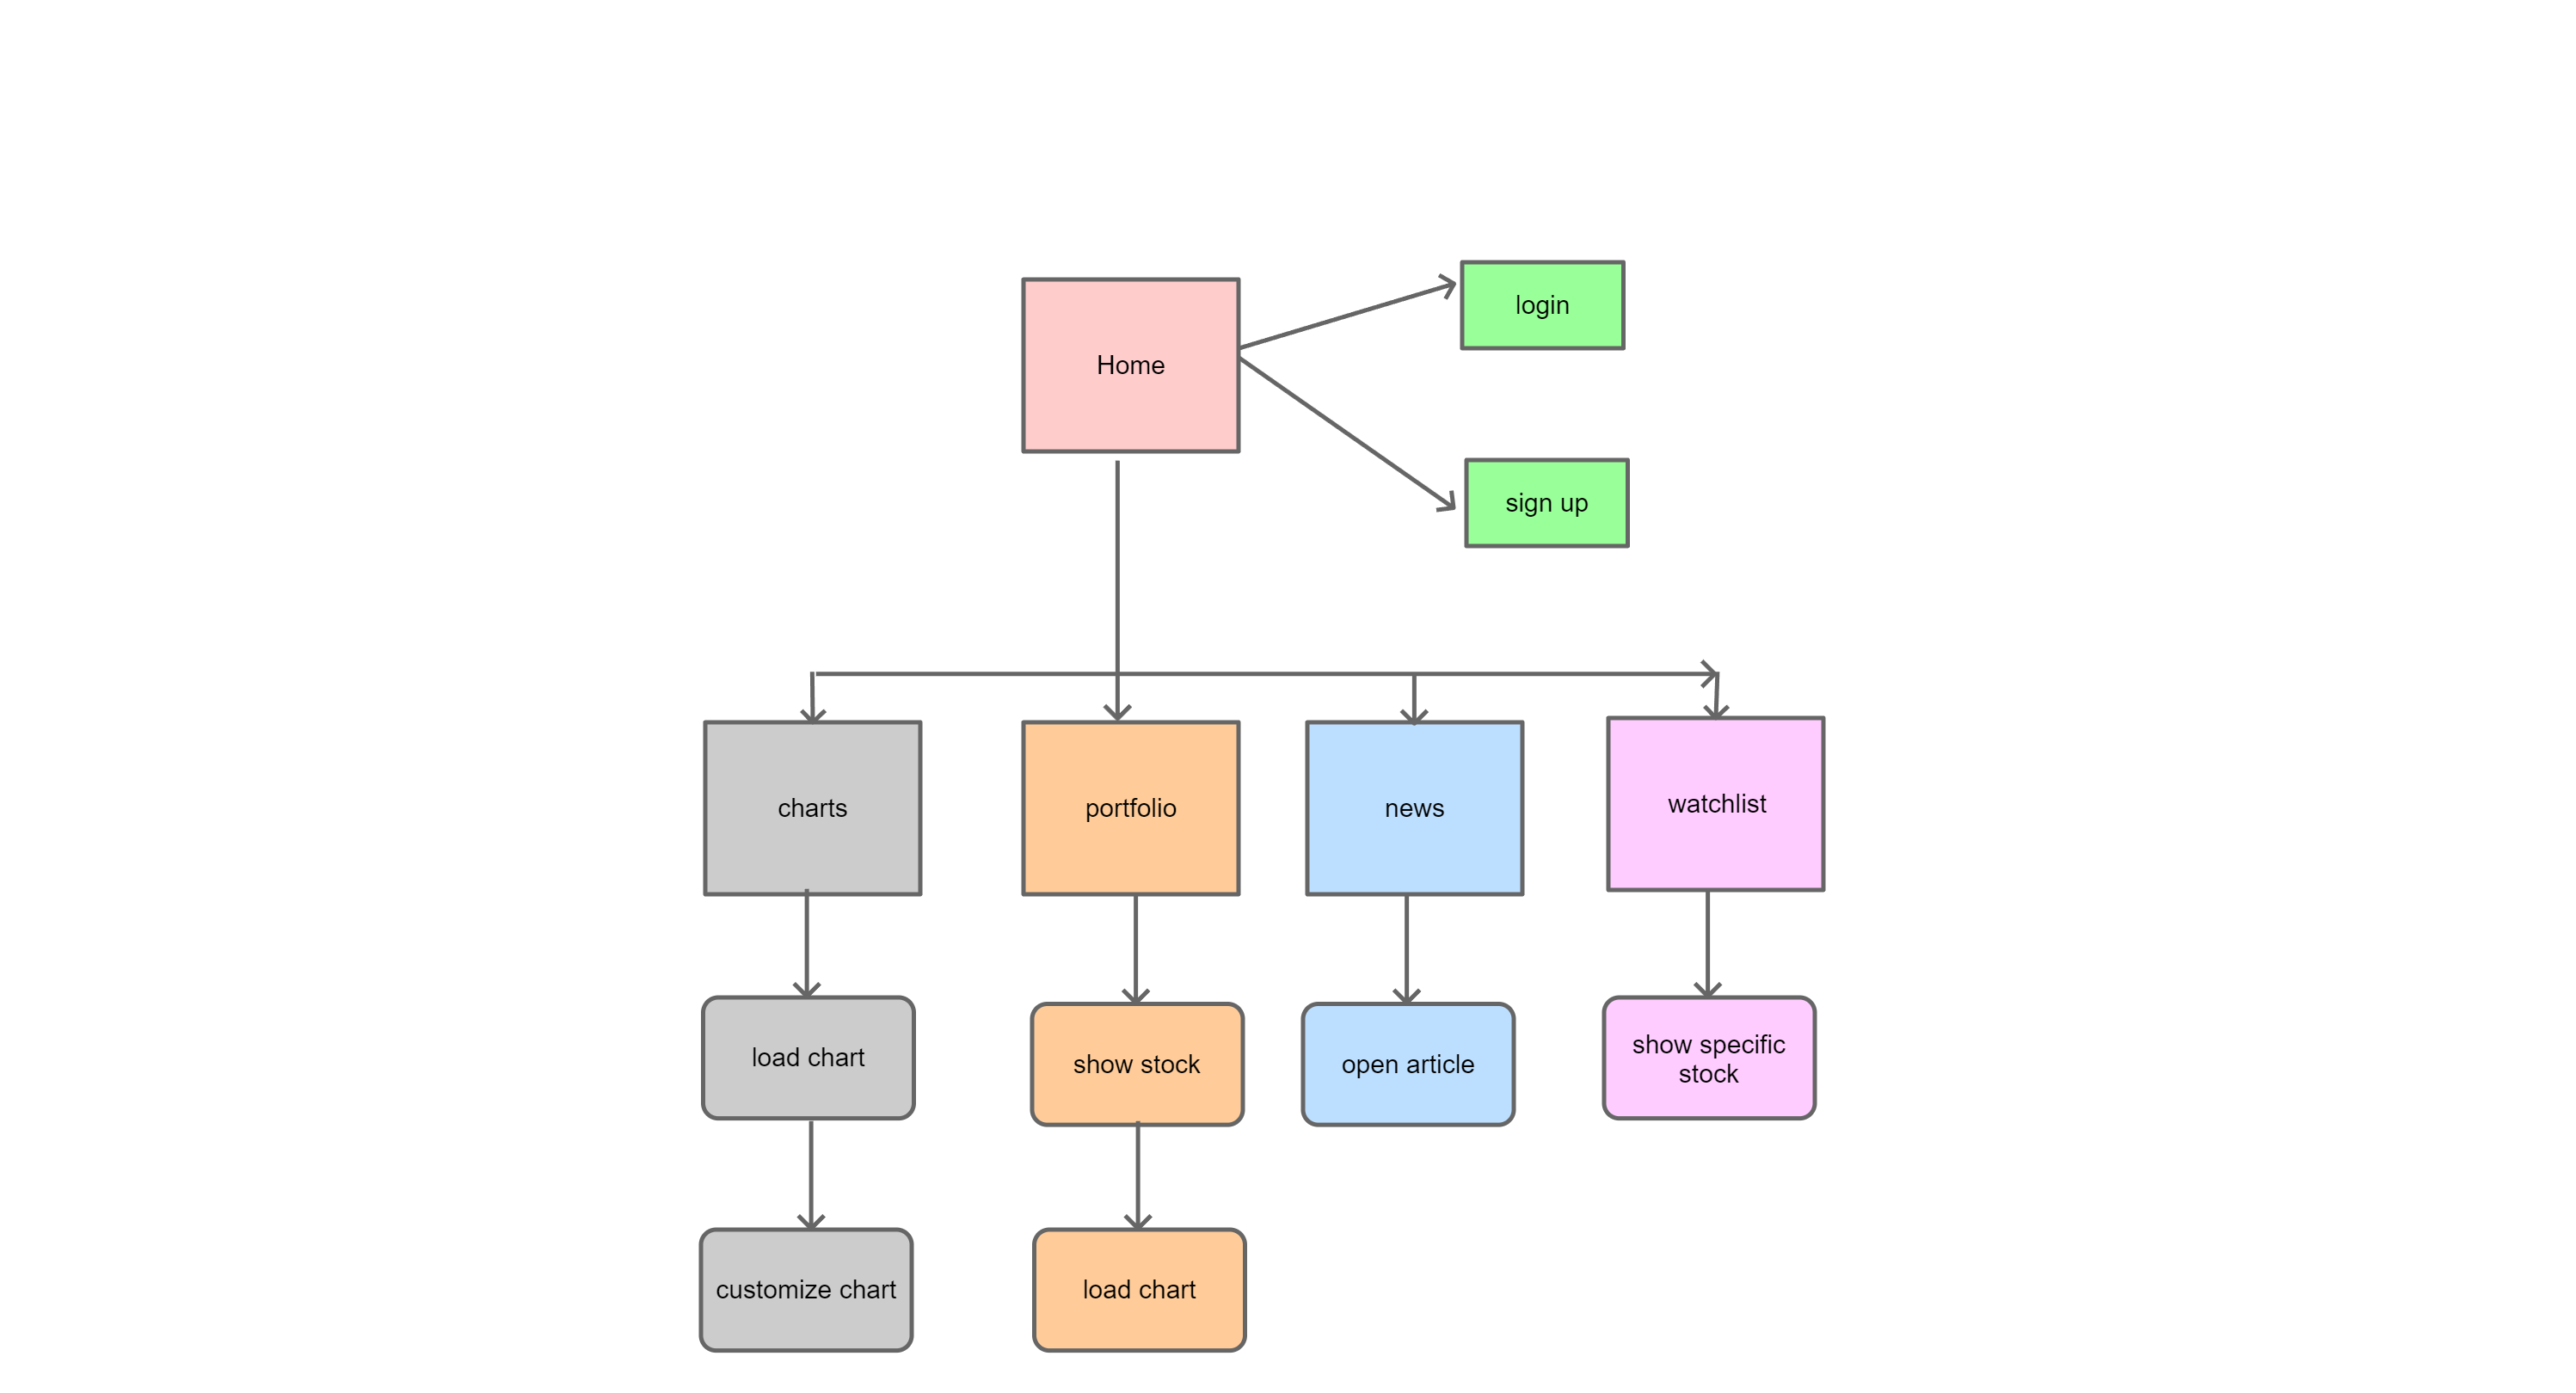 login
Home
sign up
charts
portfolio
news
watchlist
load chart
show stock
open article
show specific
stock
customize chart
load chart